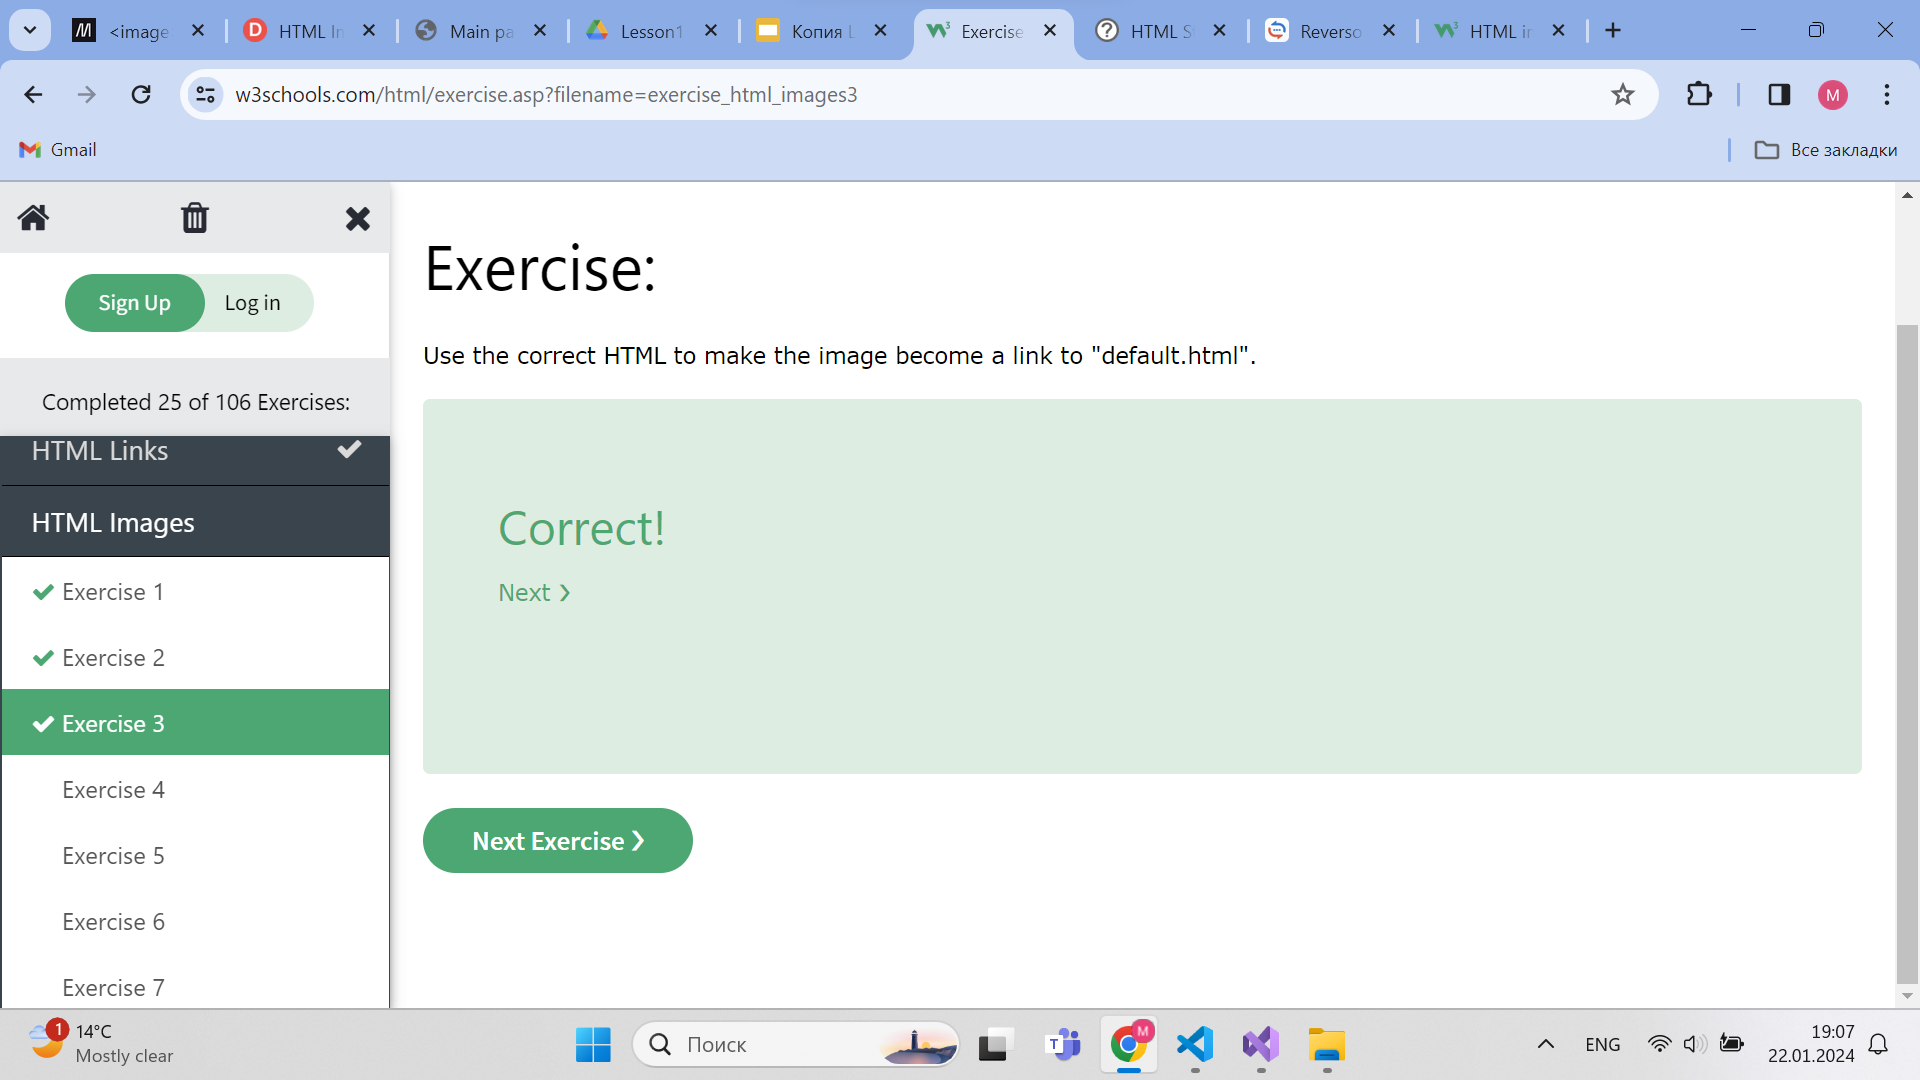 <image
HTML In
Main pa
Lesson1
Копия L
Exercise
HTML S
Reverso
HTML in
w3schools.com/html/exercise.asp?filename=exercise_html_images3
M
Gmail
Все закладки
Sign Up
Log in
Completed 25 of 106 Exercises:
HTML Links
HTML Images
Exercise 1
Exercise 2
Exercise 3
Exercise 4
Exercise 5
Exercise 6
Exercise 7
Exercise:
Use the correct HTML to make the image become a link to "default.html".
Correct!
Next ❯
Next Exercise ❯
1
14°C
Mostly clear
Поиск
T
M
ENG
19:07
22.01.2024